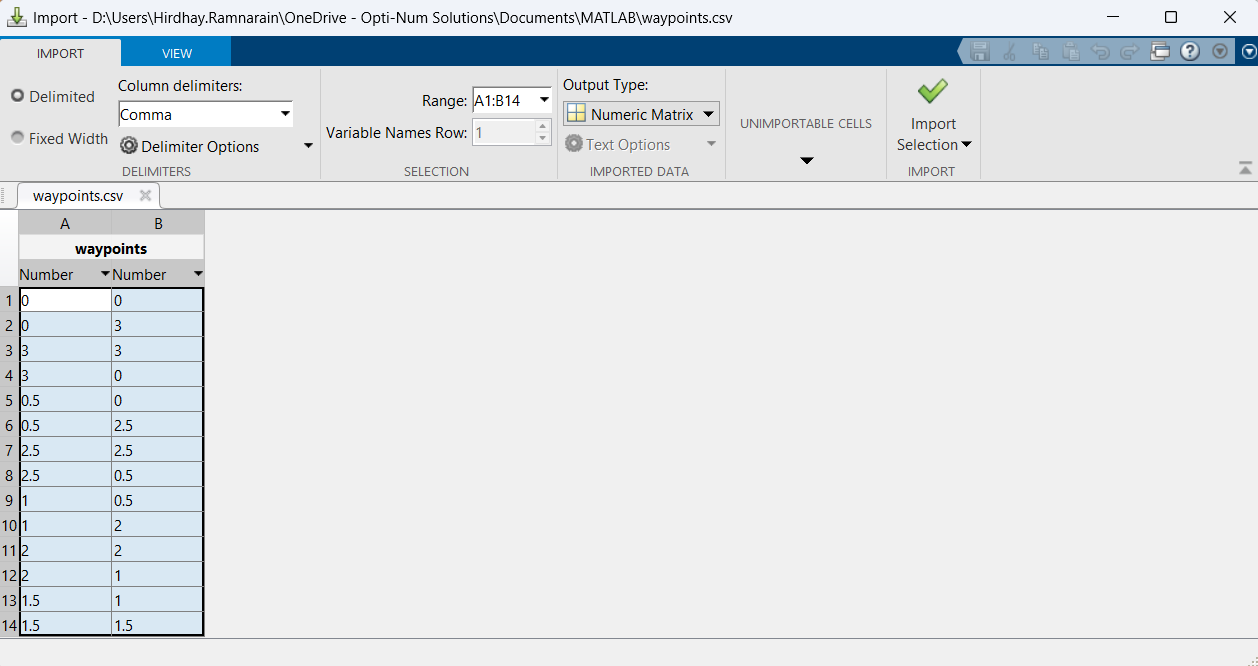 Import - D:\Users\Hirdhay.Ramnarain\OneDrive - Opti-Num Solutions\Documents\MATLAB\waypoints.csv
IMPORT VIEW
Delimited
Fixed Width
Column delimiters:
Comma
Delimiter Options
DELIMITERS
Range: A1:B14
Variable Names Row: 1
SELECTION
Output Type:
Numeric Matrix
Text Options
IMPORTED DATA
UNIMPORTABLE CELLS
Import
Selection
IMPORT
waypoints.csv
A B
waypoints
Number Number
1 0 0
2 0 3
3 3 3
4 3 0
5 0.5 0
6 0.5 2.5
7 2.5 2.5
8 2.5 0.5
9 1 0.5
10 1 2
11 2 2
12 2 1
13 1.5 1
14 1.5 1.5